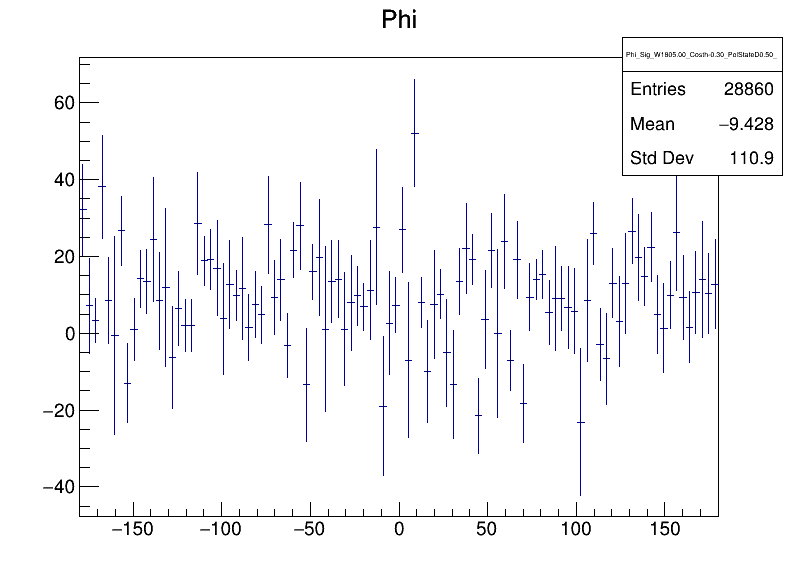 Phi
Phi_Sig_W1605.00_Costh-0.30_PolStateD0.50_
Entries 28860
Mean −9.428
Std Dev 110.9
60
40
20
0
−20
−40
−150 −100 −50 0 50 100 150